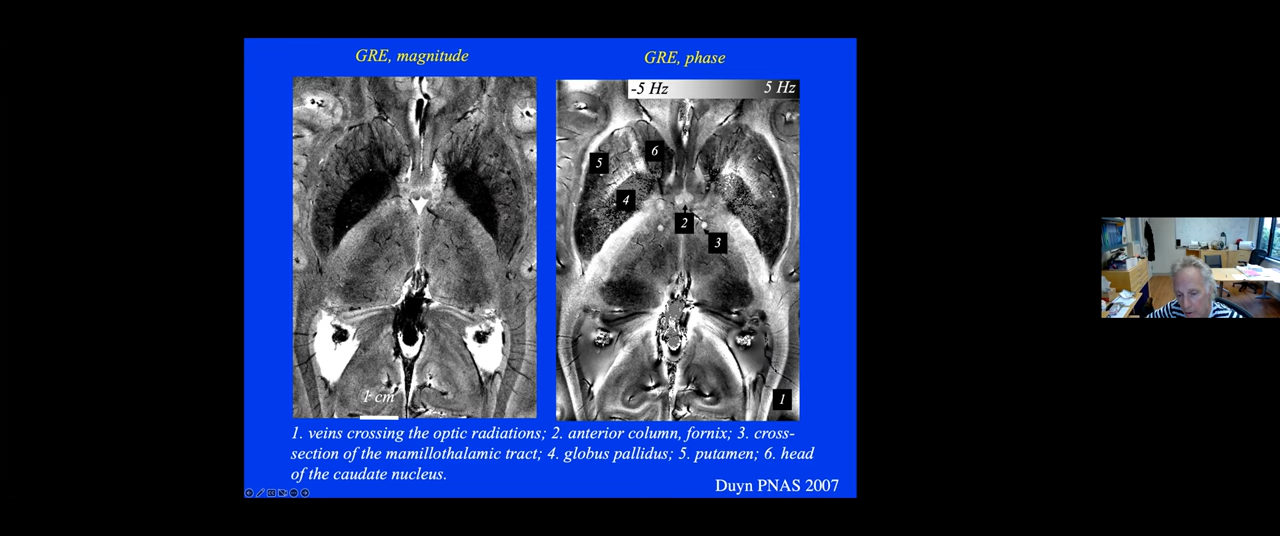 GRE, magnitude
GRE, phase
-5 Hz
5 Hz
6
5
4
2
3
1
1 cm
1. veins crossing the optic radiations; 2. anterior column, fornix; 3. cross-
section of the mamillothalamic tract; 4. globus pallidus; 5. putamen; 6. head
of the caudate nucleus.
Duyn PNAS 2007